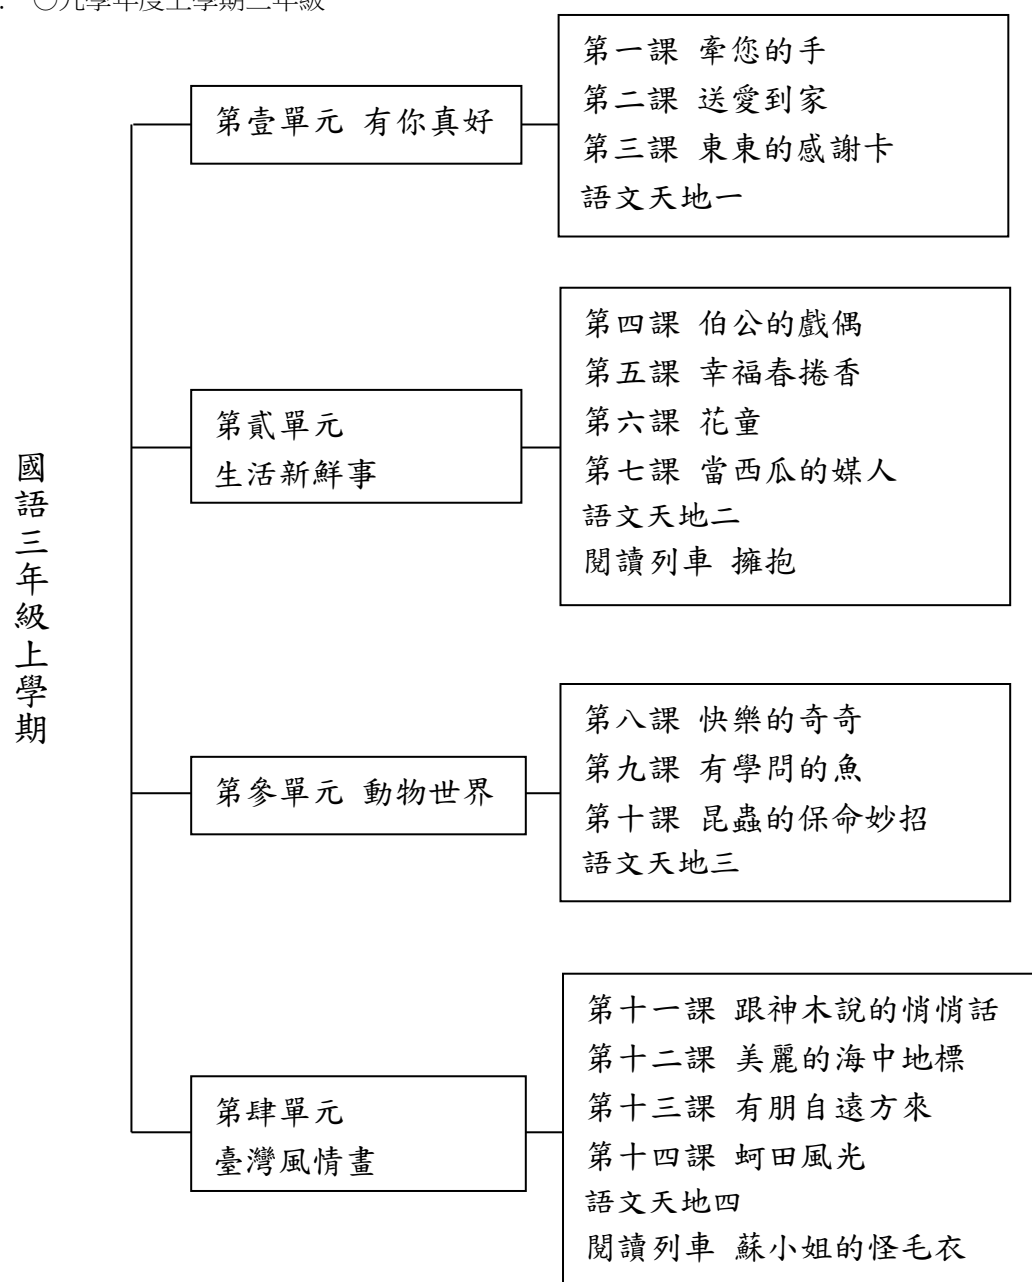 ○九學年度上學期三年級
國語三年級上學期
第壹單元 有你真好
第一課 牽您的手
第二課 送愛到家
第三課 東東的感謝卡
語文天地一
第貳單元
生活新鮮事
第四課 伯公的戲偶
第五課 幸福春捲香
第六課 花童
第七課 當西瓜的媒人
語文天地二
閱讀列車 擁抱
第參單元 動物世界
第八課 快樂的奇奇
第九課 有學問的魚
第十課 昆蟲的保命妙招
語文天地三
第肆單元
臺灣風情畫
第十一課 跟神木說的悄悄話
第十二課 美麗的海中地標
第十三課 有朋自遠方來
第十四課 蚵田風光
語文天地四
閱讀列車 蘇小姐的怪毛衣